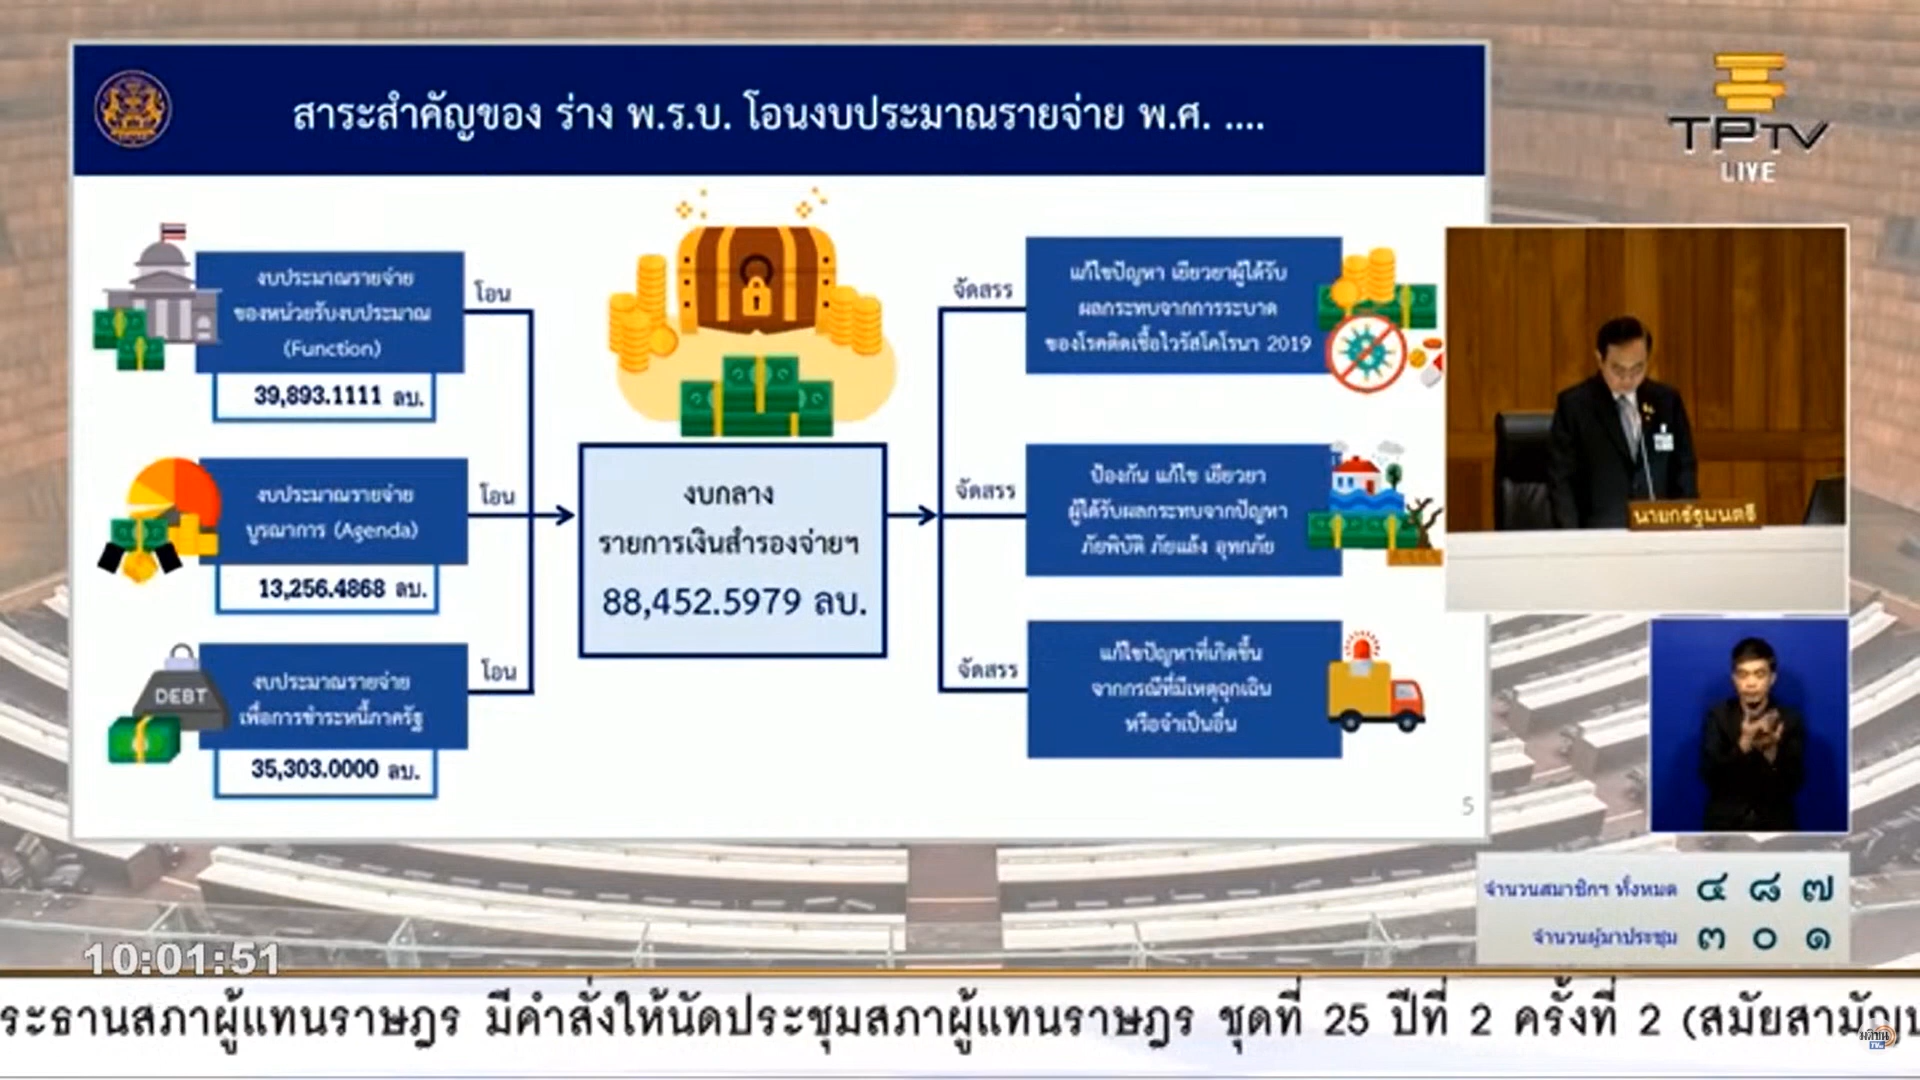 สาระสำคัญของ ร่าง พ.ร.บ. โอนงบประมาณรายจ่าย พ.ศ. ....
TPTV
LIVE
งบประมาณรายจ่าย
ของหน่วยรับงบประมาณ
(Function)
39,893.1111 ลบ.
โอน
งบประมาณรายจ่าย
บูรณาการ (Agenda)
13,256.4868 ลบ.
โอน
DEBT
งบประมาณรายจ่าย
เพื่อการชำระหนี้ภาครัฐ
35,303.0000 ลบ.
โอน
งบกลาง
รายการเงินสำรองจ่ายฯ
88,452.5979 ลบ.
จัดสรร
แก้ไขปัญหา เยียวยาผู้ได้รับ
ผลกระทบจากการระบาด
ของโรคติดเชื้อไวรัสโคโรนา 2019
จัดสรร
ป้องกัน แก้ไข เยียวยา
ผู้ได้รับผลกระทบจากปัญหา
ภัยพิบัติ ภัยแล้ง อุทกภัย
จัดสรร
แก้ไขปัญหาที่เกิดขึ้น
จากกรณีที่มีเหตุฉุกเฉิน
หรือจำเป็นอื่น
5
นายกรัฐมนตรี
จำนวนสมาชิกฯ ทั้งหมด ๔ ๘ ๗
จำนวนผู้มาประชุม ๓ ๐ ๑
10:01:51
ระธานสภาผู้แทนราษฎร มีคำสั่งให้นัดประชุมสภาผู้แทนราษฎร ชุดที่ 25 ปีที่ 2 ครั้งที่ 2 (สมัยสามัญ
มติชน